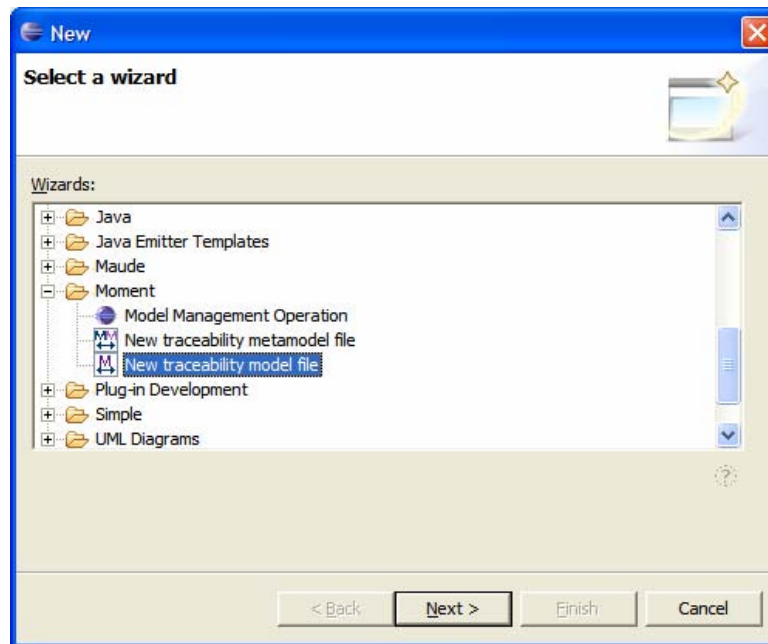 New
Select a wizard
Wizards:
Java
Java Emitter Templates
Maude
Moment
Model Management Operation
New traceability metamodel file
New traceability model file
Plug-in Development
Simple
UML Diagrams
< Back Next > Finish Cancel